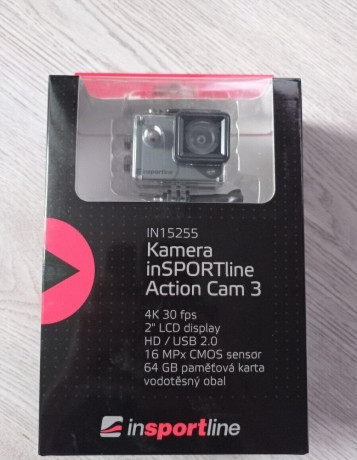 insportline
IN15255
Kamera
inSPORTline
Action Cam 3
4K 30 fps
2" LCD display
HD / USB 2.0
16 MPx CMOS sensor
64 GB paměťová karta
vodotěsný obal
insportline